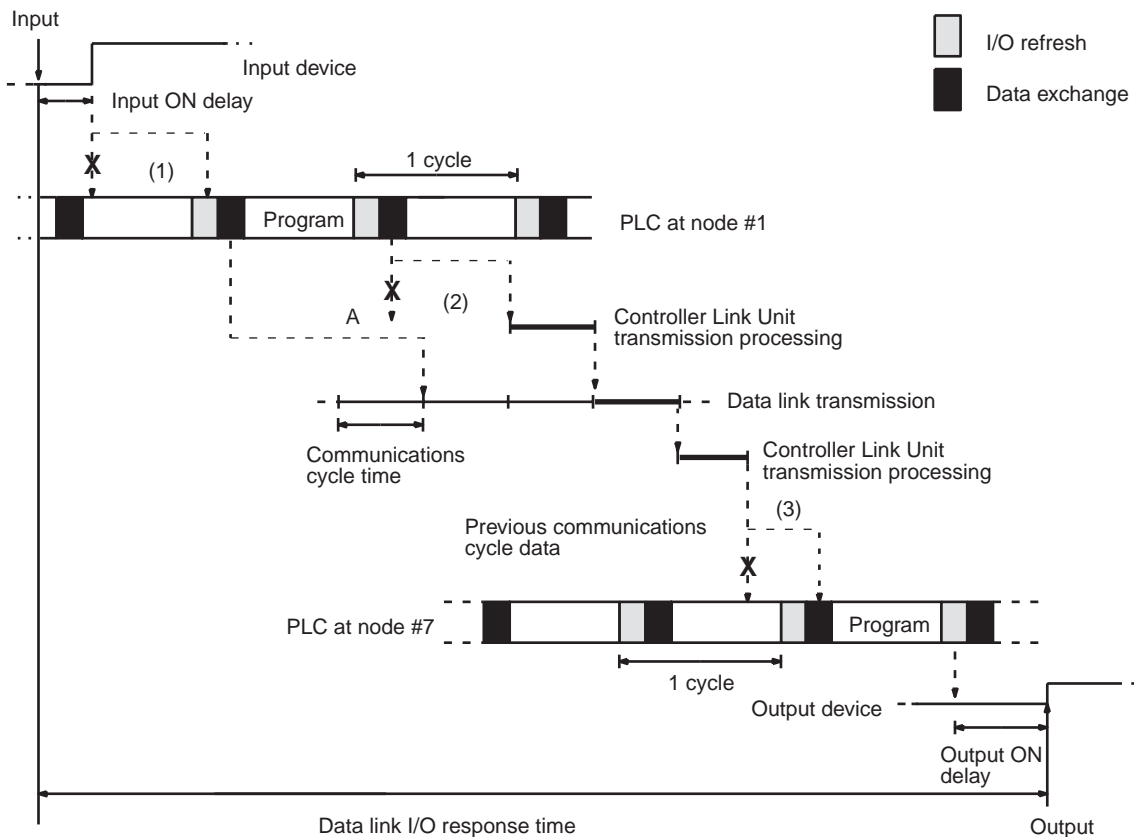 Input
I/O refresh
Input device
Data exchange
Input ON delay
X
(1)
1 cycle
Program
PLC at node #1
X
(2)
A
Controller Link Unit
transmission processing
Data link transmission
Communications
cycle time
Controller Link Unit
transmission processing
(3)
Previous communications
cycle data
X
PLC at node #7
Program
1 cycle
Output device
Output ON
delay
Data link I/O response time
Output